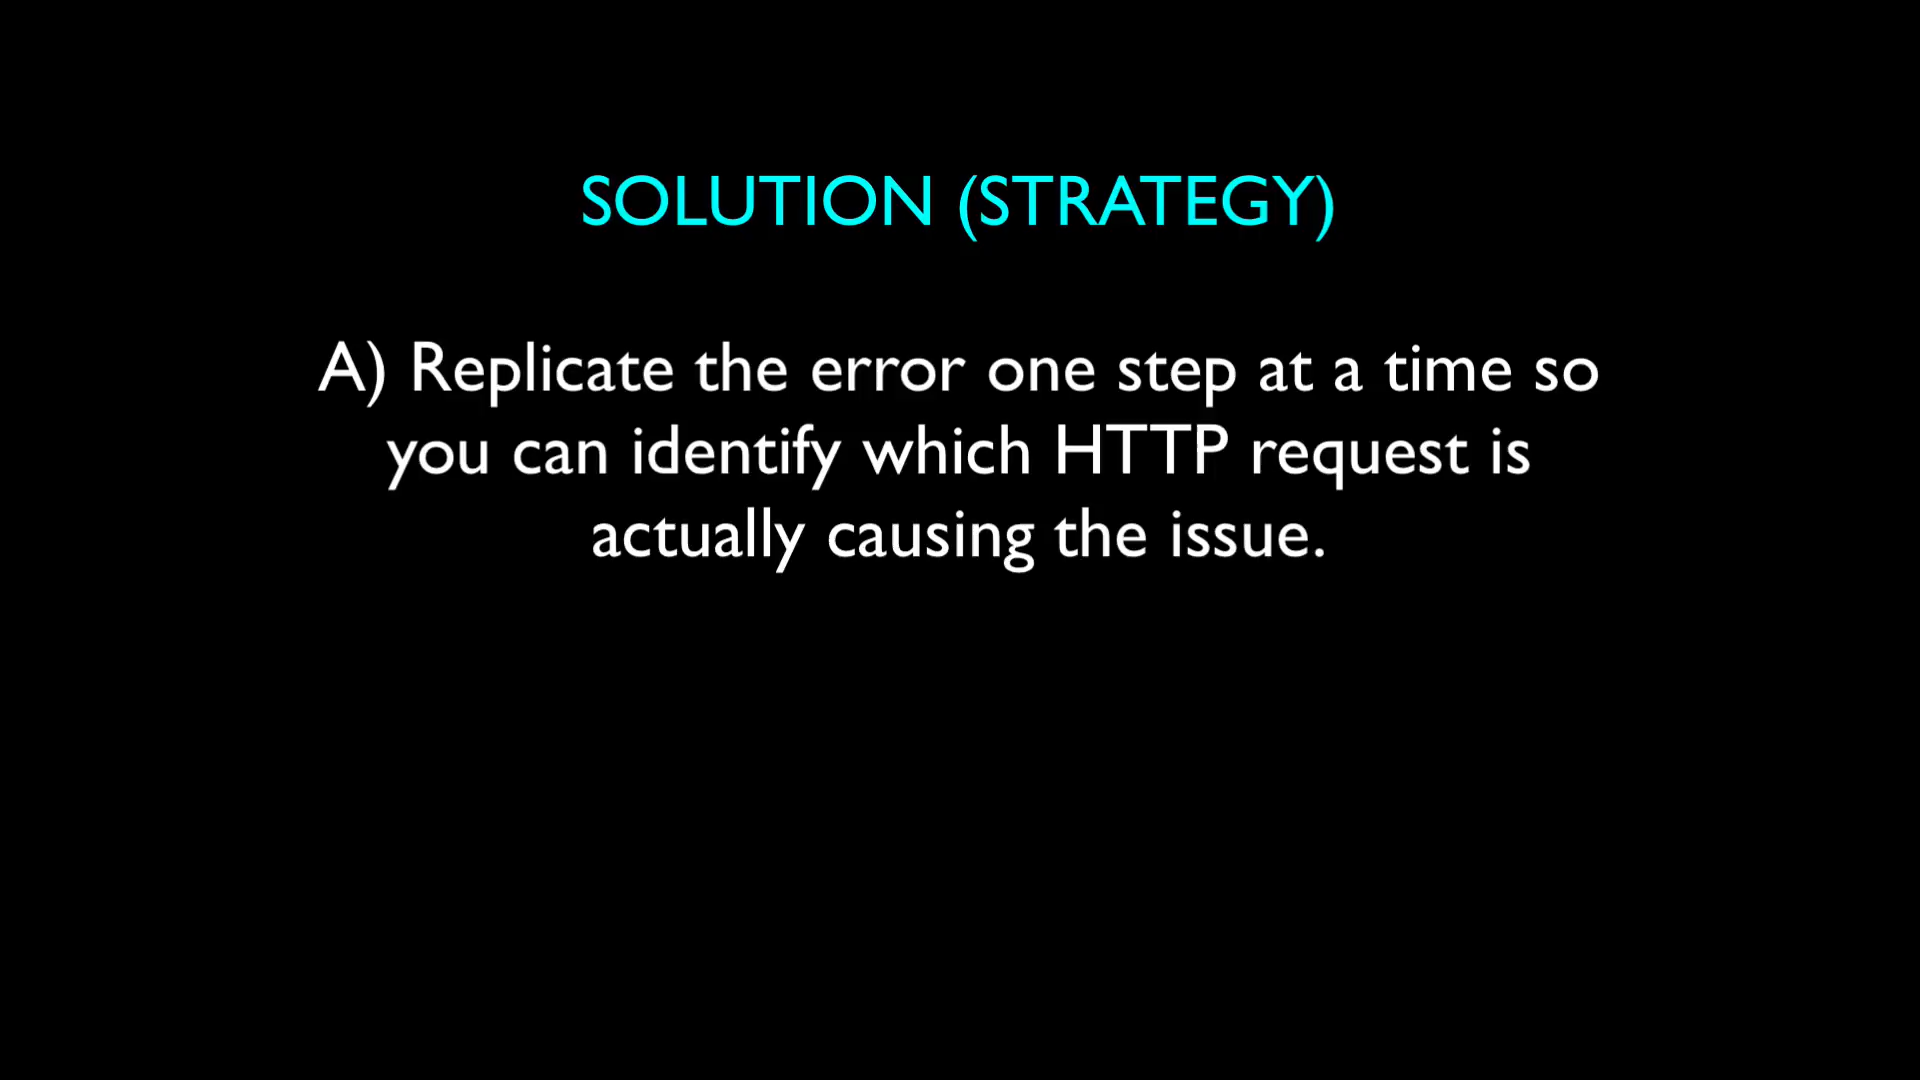 SOLUTION (STRATEGY)
A) Replicate the error one step at a time so
you can identify which HTTP request is
actually causing the issue.